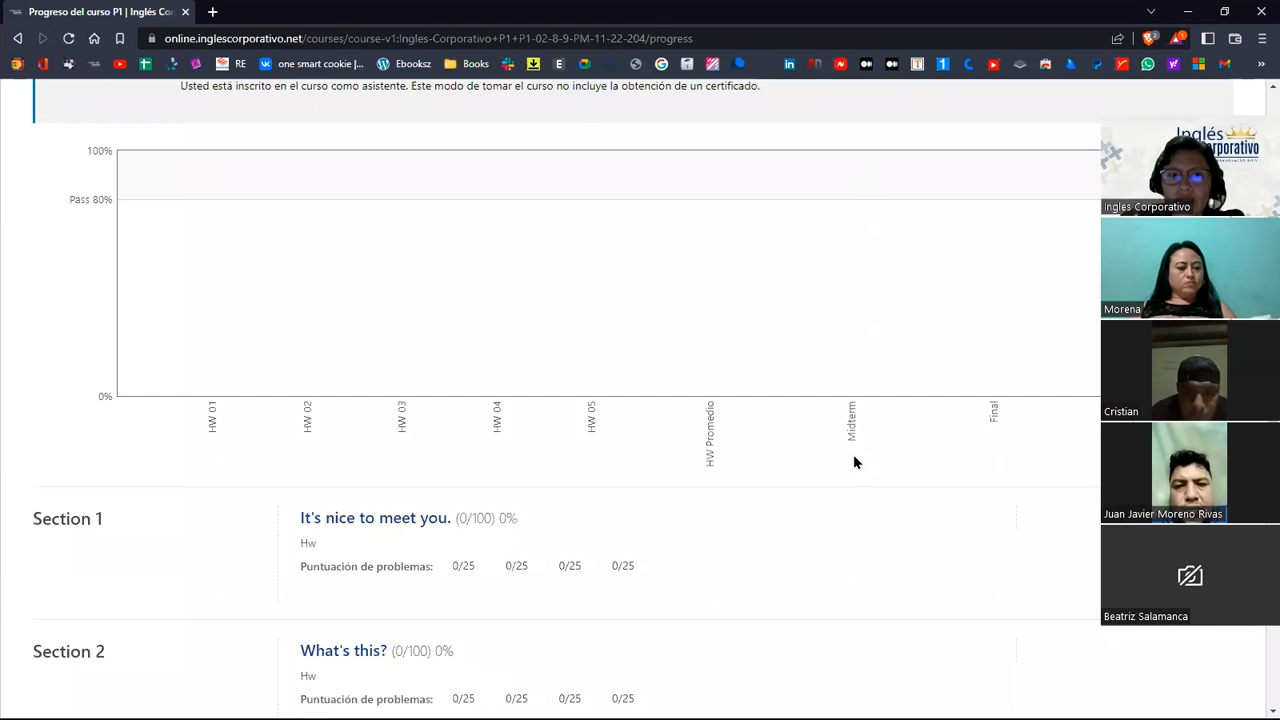 Progreso del curso P1 | Inglés Co
online.inglescorporativo.net/courses/course-v1:Ingles-Corporativo+P1+P1-02-8-9-PM-11-22-204/progress
RE
one smart cookie |...
Ebooksz
Books
Usted está inscrito en el curso como asistente. Este modo de tomar el curso no incluye la obtención de un certificado.
100%
Pass 80%
0%
HW 01
HW 02
HW 03
HW 04
HW 05
HW Promedio
Midterm
Final
Inglés
orporativo
Ingles Corporativo
Morena
Cristian
Juan Javier Moreno Rivas
Beatriz Salamanca
Section 1
It's nice to meet you. (0/100) 0%
Hw
Puntuación de problemas: 0/25 0/25 0/25 0/25
Section 2
What's this? (0/100) 0%
Hw
Puntuación de problemas: 0/25 0/25 0/25 0/25